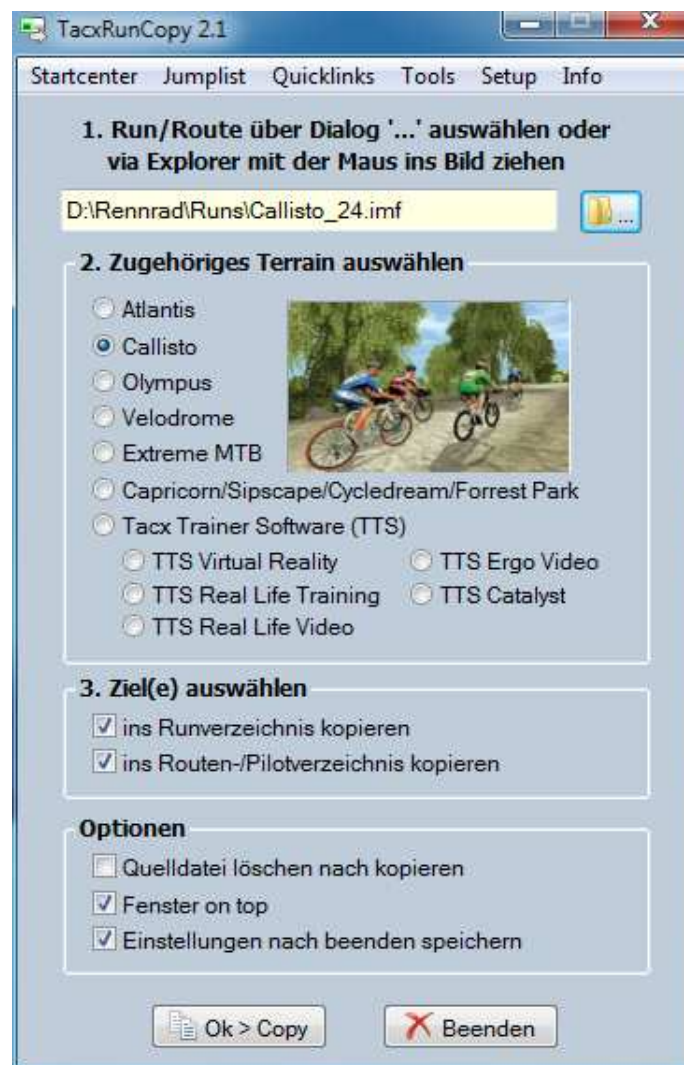 TacxRunCopy 2.1
Startcenter Jumplist Quicklinks Tools Setup Info
1. Run/Route über Dialog '...' auswählen oder
via Explorer mit der Maus ins Bild ziehen
D:\Rennrad\Runs\Callisto_24.imf
...
2. Zugehöriges Terrain auswählen
Atlantis
Callisto
Olympus
Velodrome
Extreme MTB
Capricorn/Sipscape/Cycledream/Forrest Park
Tacx Trainer Software (TTS)
TTS Virtual Reality TTS Ergo Video
TTS Real Life Training TTS Catalyst
TTS Real Life Video
3. Ziel(e) auswählen
ins Runverzeichnis kopieren
ins Routen-/Pilotverzeichnis kopieren
Optionen
Quelldatei löschen nach kopieren
Fenster on top
Einstellungen nach beenden speichern
Ok > Copy Beenden